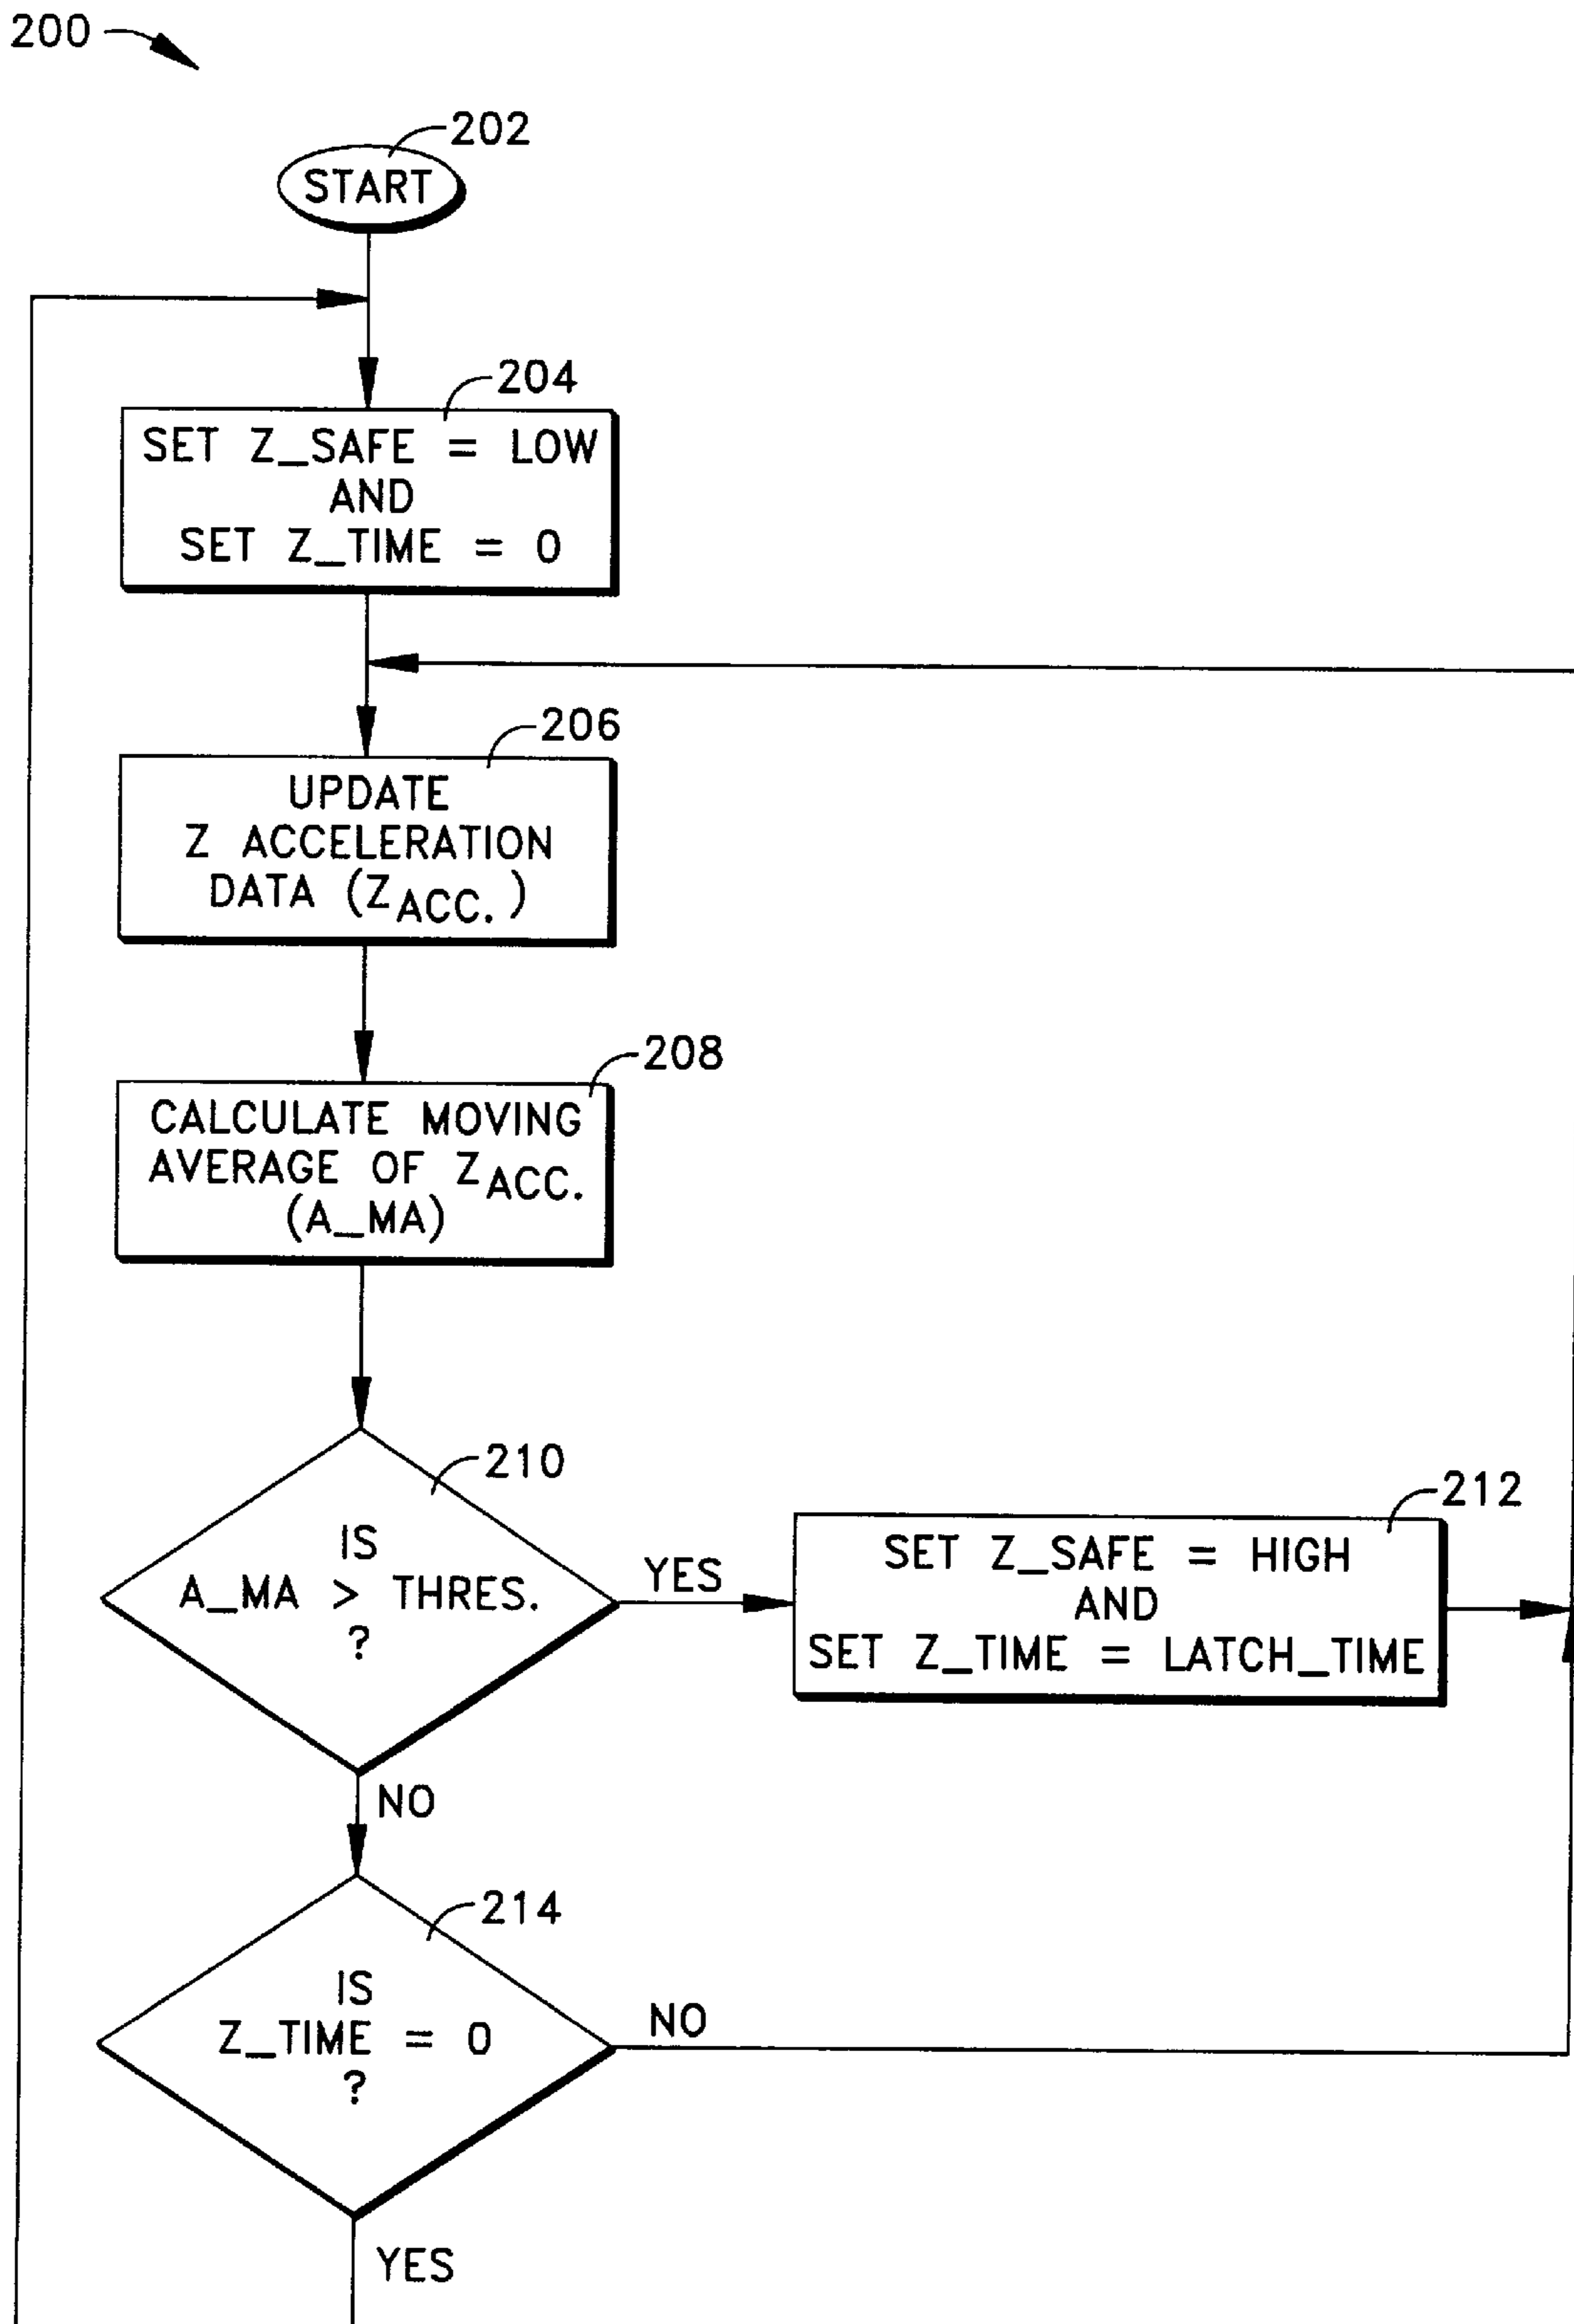 200
202
START
204
SET Z_SAFE = LOW
AND
SET Z_TIME = 0
206
UPDATE
Z ACCELERATION
DATA (ZACC.)
208
CALCULATE MOVING
AVERAGE OF ZACC.
(A_MA)
210
IS
A_MA > THRES.
?
YES
212
SET Z_SAFE = HIGH
AND
SET Z_TIME = LATCH_TIME
NO
214
IS
Z_TIME = 0
?
NO
YES